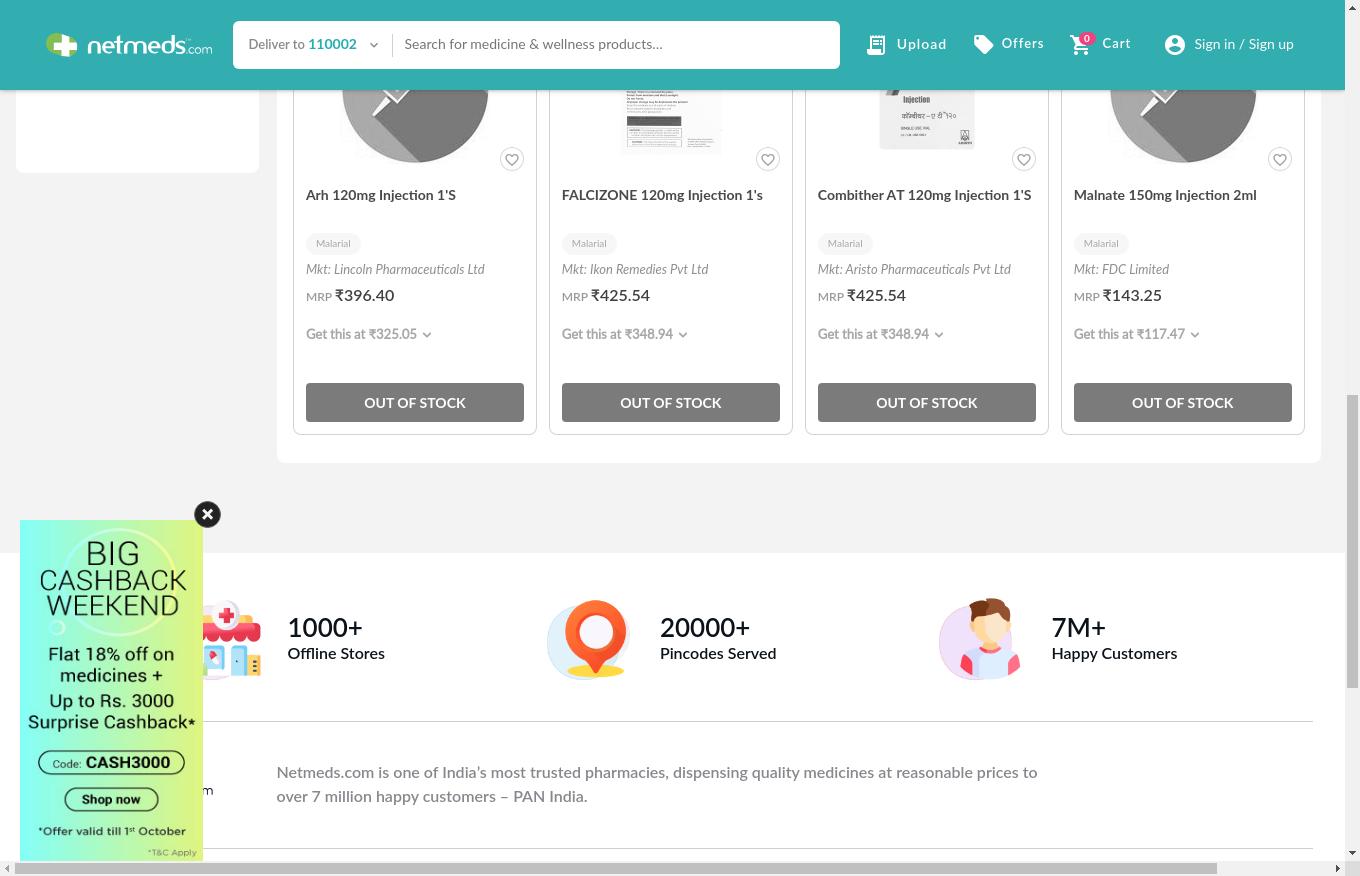 netmeds.com
Deliver to 110002
Search for medicine & wellness products...
Upload
Offers
0
Cart
Sign in / Sign up
Injection
Arh 120mg Injection 1'S
Malarial
Mkt: Lincoln Pharmaceuticals Ltd
MRP ₹396.40
Get this at ₹325.05
OUT OF STOCK
FALCIZONE 120mg Injection 1's
Malarial
Mkt: Ikon Remedies Pvt Ltd
MRP ₹425.54
Get this at ₹348.94
OUT OF STOCK
Combither AT 120mg Injection 1'S
Malarial
Mkt: Aristo Pharmaceuticals Pvt Ltd
MRP ₹425.54
Get this at ₹348.94
OUT OF STOCK
Malnate 150mg Injection 2ml
Malarial
Mkt: FDC Limited
MRP ₹143.25
Get this at ₹117.47
OUT OF STOCK
BIG
CASHBACK
WEEKEND
Flat 18% off on
medicines +
Up to Rs. 3000
Surprise Cashback*
Code: CASH3000
Shop now
*Offer valid till 1st October
*T&C Apply
1000+
Offline Stores
20000+
Pincodes Served
7M+
Happy Customers
m
Netmeds.com is one of India’s most trusted pharmacies, dispensing quality medicines at reasonable prices to
over 7 million happy customers – PAN India.